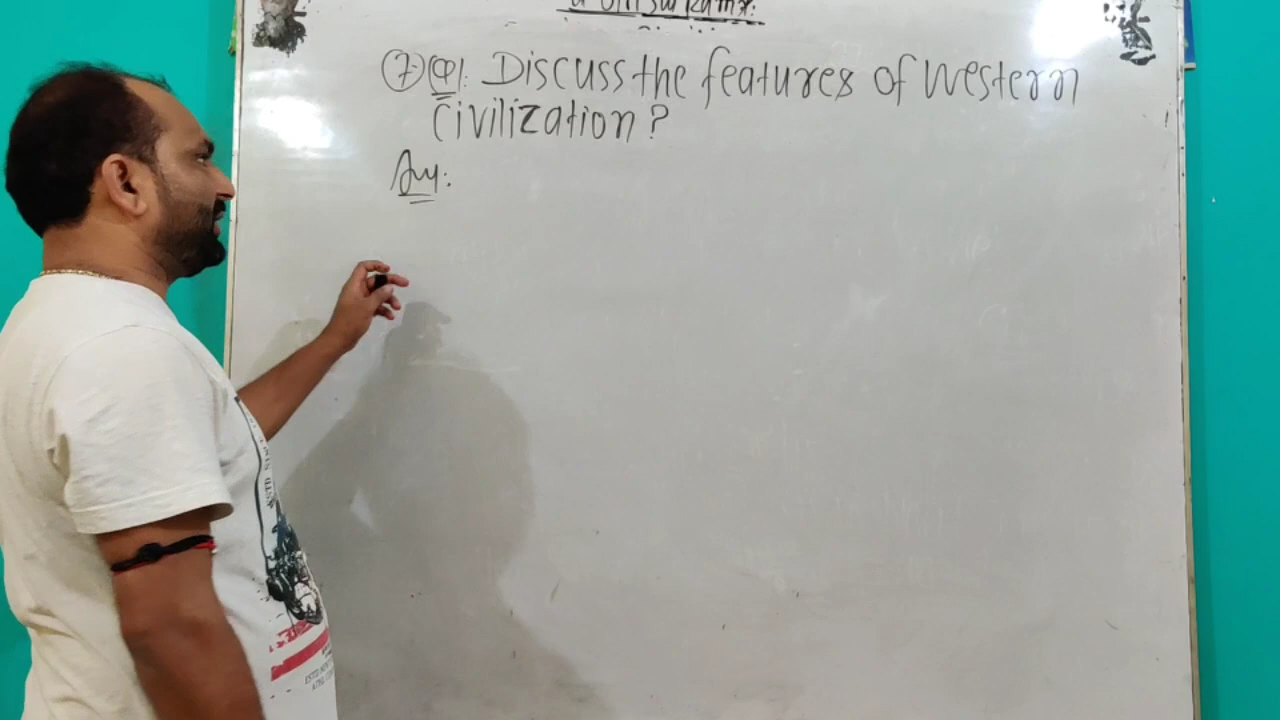 ⑦ Q. Discuss the features of Western
Civilization?
Ans: